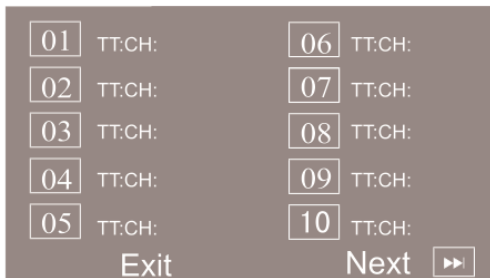 01 TT:CH: 06 TT:CH:
02 TT:CH: 07 TT:CH:
03 TT:CH: 08 TT:CH:
04 TT:CH: 09 TT:CH:
05 TT:CH: 10 TT:CH:
Exit Next